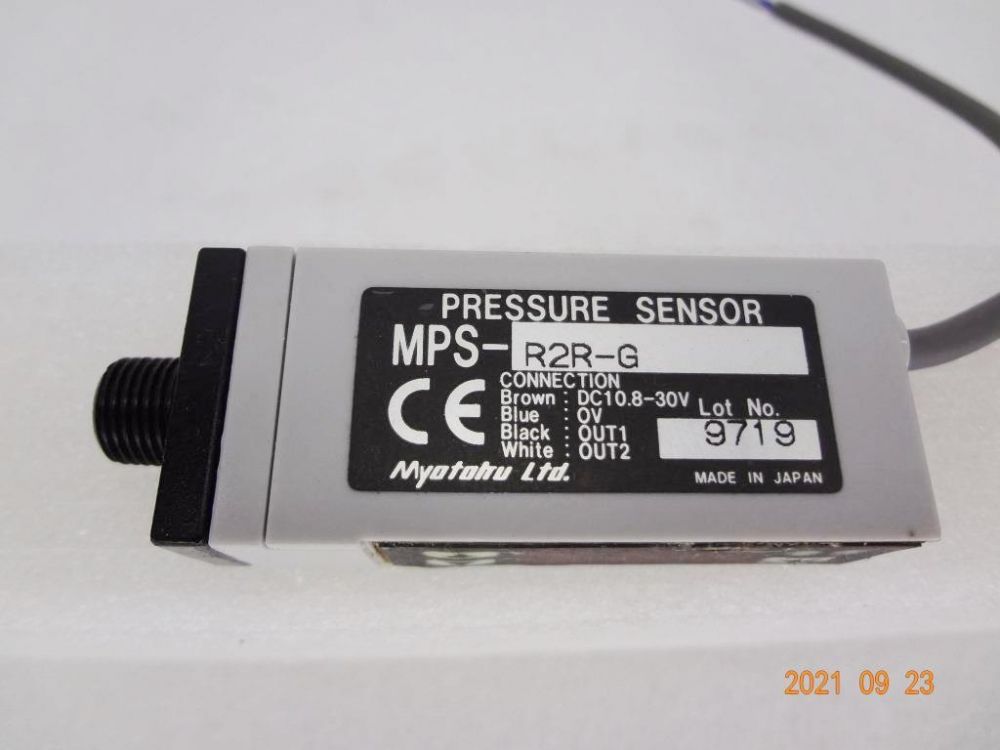 PRESSURE SENSOR
MPS-R2R-G
CE
CONNECTION
Brown : DC10.8-30V
Blue : 0V
Black : OUT1
White : OUT2
Lot No.
9719
Myotoku Ltd.
MADE IN JAPAN
2021 09 23